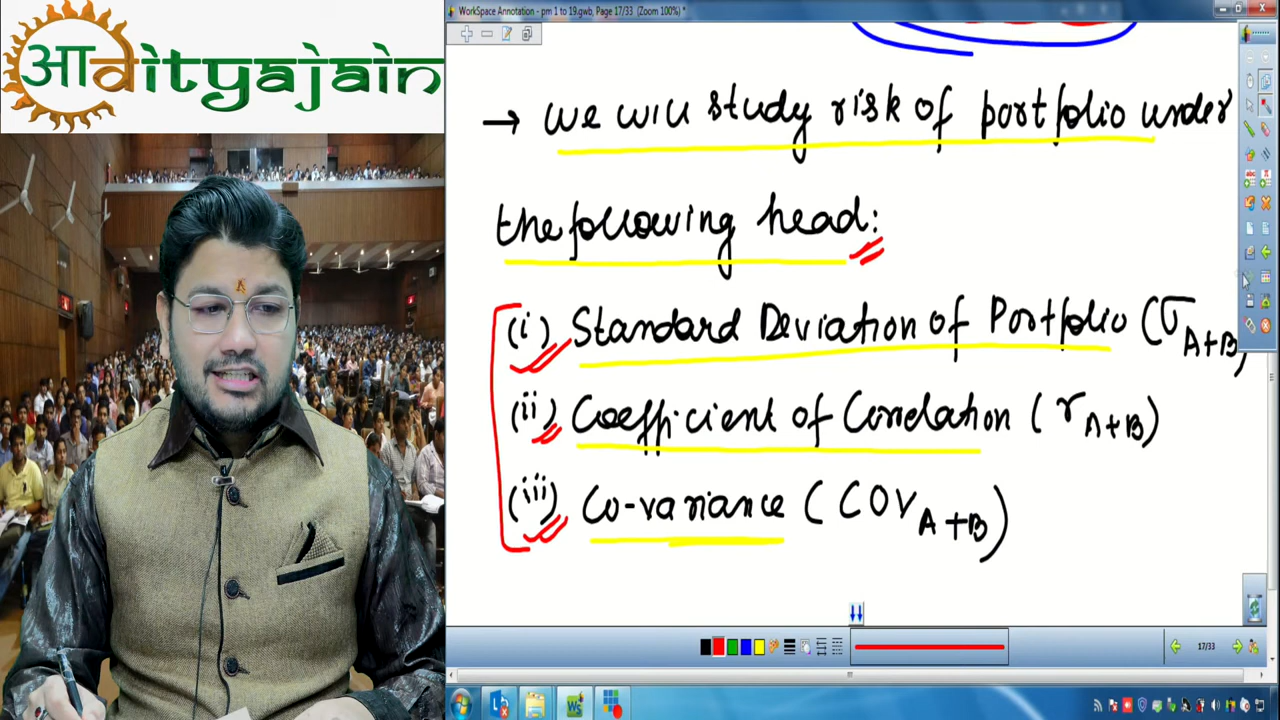 आdityajain
WorkSpace Annotation - pm 1 to 19.gwb, Page 17/33 (Zoom 100%) *
→ we will study risk of portfolio under
the following head:
(i) Standard Deviation of Portfolio (σA+B)
(ii) Coefficient of Correlation (rA+B)
(iii) Co-variance (COVA+B)
17/33